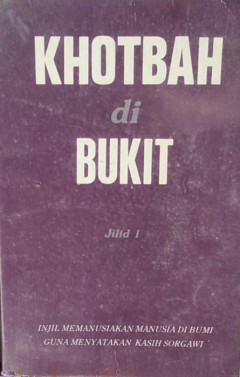 KHOTBAH
di
BUKIT
Jilid 1
INJIL MEMANUSIAKAN MANUSIA DI BUMI
GUNA MENYATAKAN KASIH SORGAWI